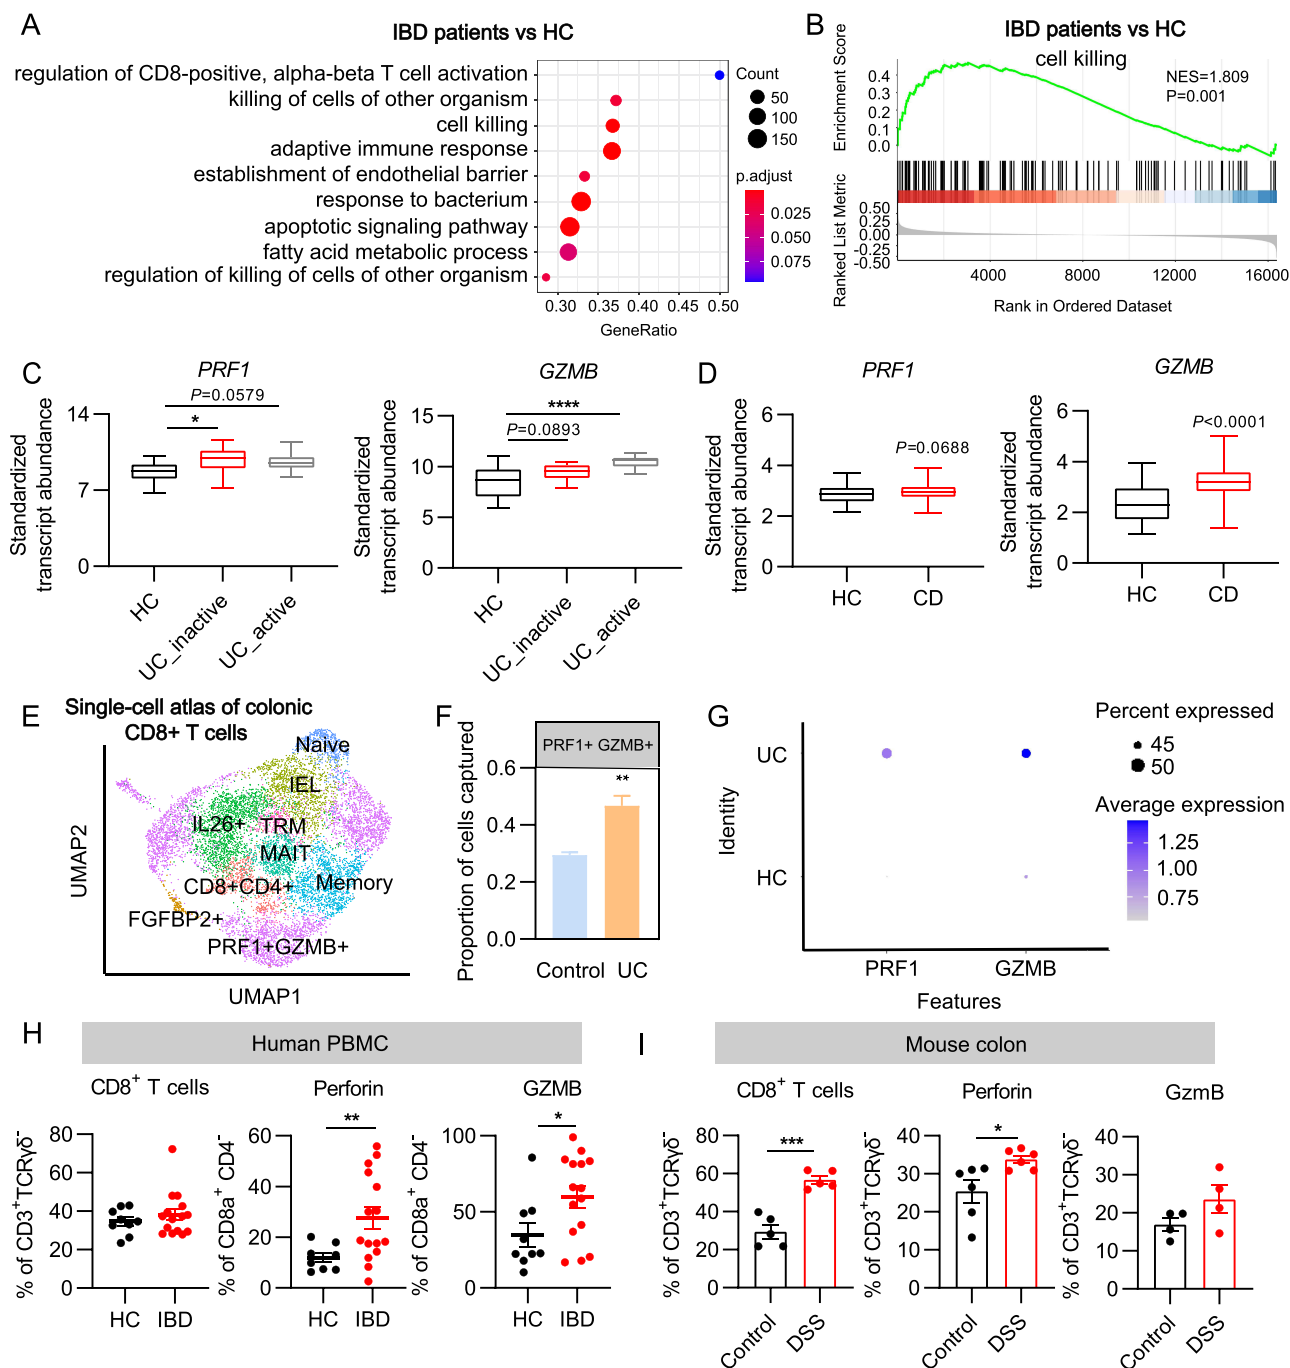 A
IBD patients vs HC
regulation of CD8-positive, alpha-beta T cell activation
killing of cells of other organism
cell killing
adaptive immune response
establishment of endothelial barrier
response to bacterium
apoptotic signaling pathway
fatty acid metabolic process
regulation of killing of cells of other organism
0.30 0.35 0.40 0.45 0.50
GeneRatio
Count
50
100
150
p.adjust
0.025
0.050
0.075
B
IBD patients vs HC
cell killing
NES=1.809
P=0.001
Enrichment Score
0.4
0.3
0.2
0.1
0.0
Ranked List Metric
0.50
0.25
0.00
-0.25
-0.50
4000 8000 12000 16000
Rank in Ordered Dataset
C
PRF1
P=0.0579
*
Standardized
transcript abundance
14
7
0
HC
UC_inactive
UC_active
GZMB
****
P=0.0893
Standardized
transcript abundance
15
10
5
0
HC
UC_inactive
UC_active
D
PRF1
P=0.0688
Standardized
transcript abundance
6
4
2
0
HC CD
GZMB
P<0.0001
Standardized
transcript abundance
6
4
2
0
HC CD
E
Single-cell atlas of colonic
CD8+ T cells
Naive
IEL
IL26+
TRM
MAIT
CD8+CD4+
Memory
FGFBP2+
PRF1+GZMB+
UMAP2
UMAP1
F
Proportion of cells captured
PRF1+ GZMB+
**
0.6
0.4
0.2
0.0
Control UC
G
Identity
UC
HC
PRF1 GZMB
Features
Percent expressed
45
50
Average expression
1.25
1.00
0.75
H
Human PBMC
CD8+ T cells
% of CD3+TCRγδ-
80
60
40
20
0
HC IBD
Perforin
**
% of CD8a+ CD4-
60
40
20
0
HC IBD
GZMB
*
% of CD8a+ CD4-
100
50
0
HC IBD
I
Mouse colon
CD8+ T cells
***
% of CD3+TCRγδ-
80
60
40
20
0
Control
DSS
Perforin
*
% of CD3+TCRγδ-
40
30
20
10
0
Control
DSS
GzmB
% of CD3+TCRγδ-
40
30
20
10
0
Control
DSS